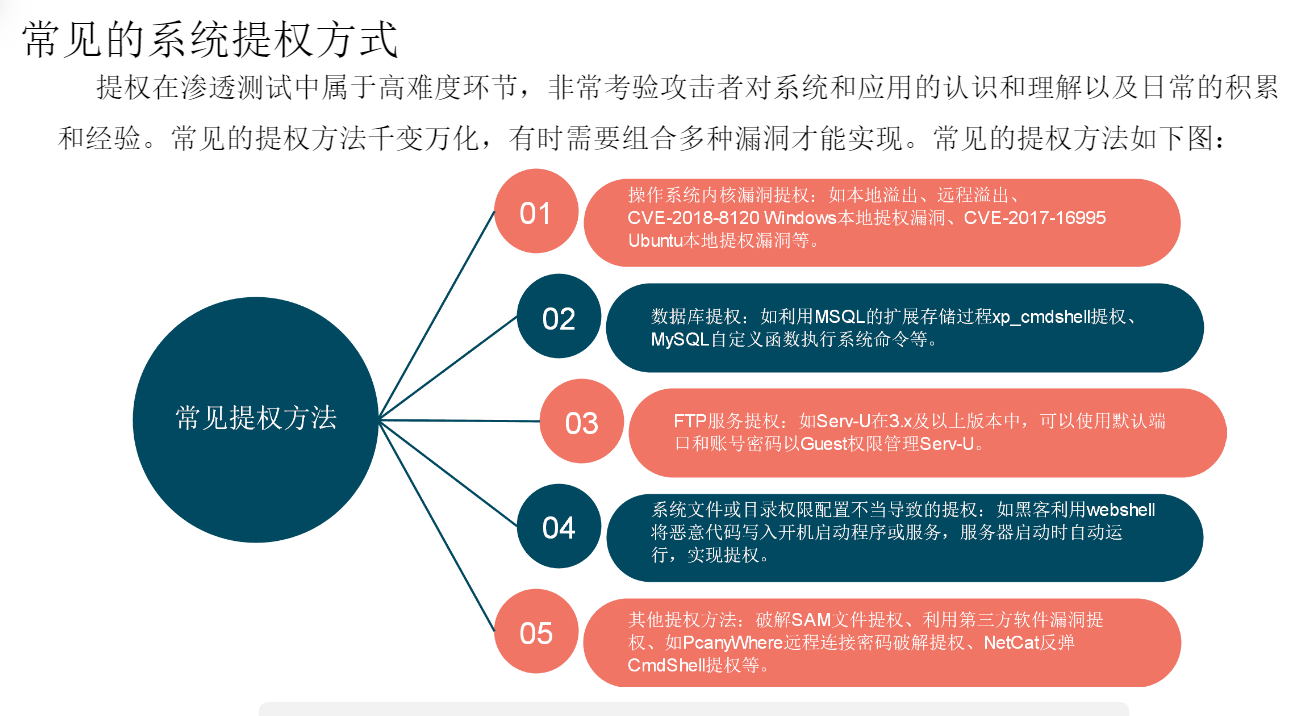 常见的系统提权方式
提权在渗透测试中属于高难度环节，非常考验攻击者对系统和应用的认识和理解以及日常的积累
和经验。常见的提权方法千变万化，有时需要组合多种漏洞才能实现。常见的提权方法如下图：
01
操作系统内核漏洞提权：如本地溢出、远程溢出、
CVE-2018-8120 Windows本地提权漏洞、CVE-2017-16995
Ubuntu本地提权漏洞等。
02
数据库提权：如利用MSQL的扩展存储过程xp_cmdshell提权、
MySQL自定义函数执行系统命令等。
常见提权方法
03
FTP服务提权：如Serv-U在3.x及以上版本中，可以使用默认端
口和账号密码以Guest权限管理Serv-U。
04
系统文件或目录权限配置不当导致的提权：如黑客利用webshell
将恶意代码写入开机启动程序或服务，服务器启动时自动运
行，实现提权。
05
其他提权方法：破解SAM文件提权、利用第三方软件漏洞提
权、如PcanyWhere远程连接密码破解提权、NetCat反弹
CmdShell提权等。